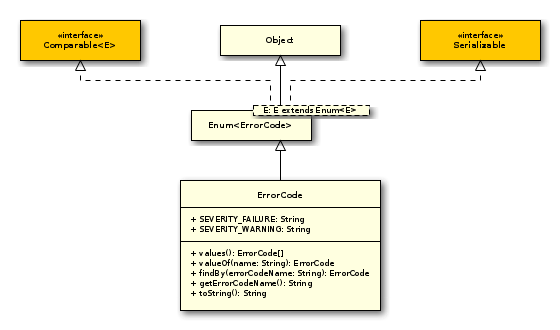 «interface»
Comparable<E>
Object
«interface»
Serializable
E: E extends Enum<E>
Enum<ErrorCode>
ErrorCode
+ SEVERITY_FAILURE: String
+ SEVERITY_WARNING: String
+ values(): ErrorCode[]
+ valueOf(name: String): ErrorCode
+ findBy(errorCodeName: String): ErrorCode
+ getErrorCodeName(): String
+ toString(): String